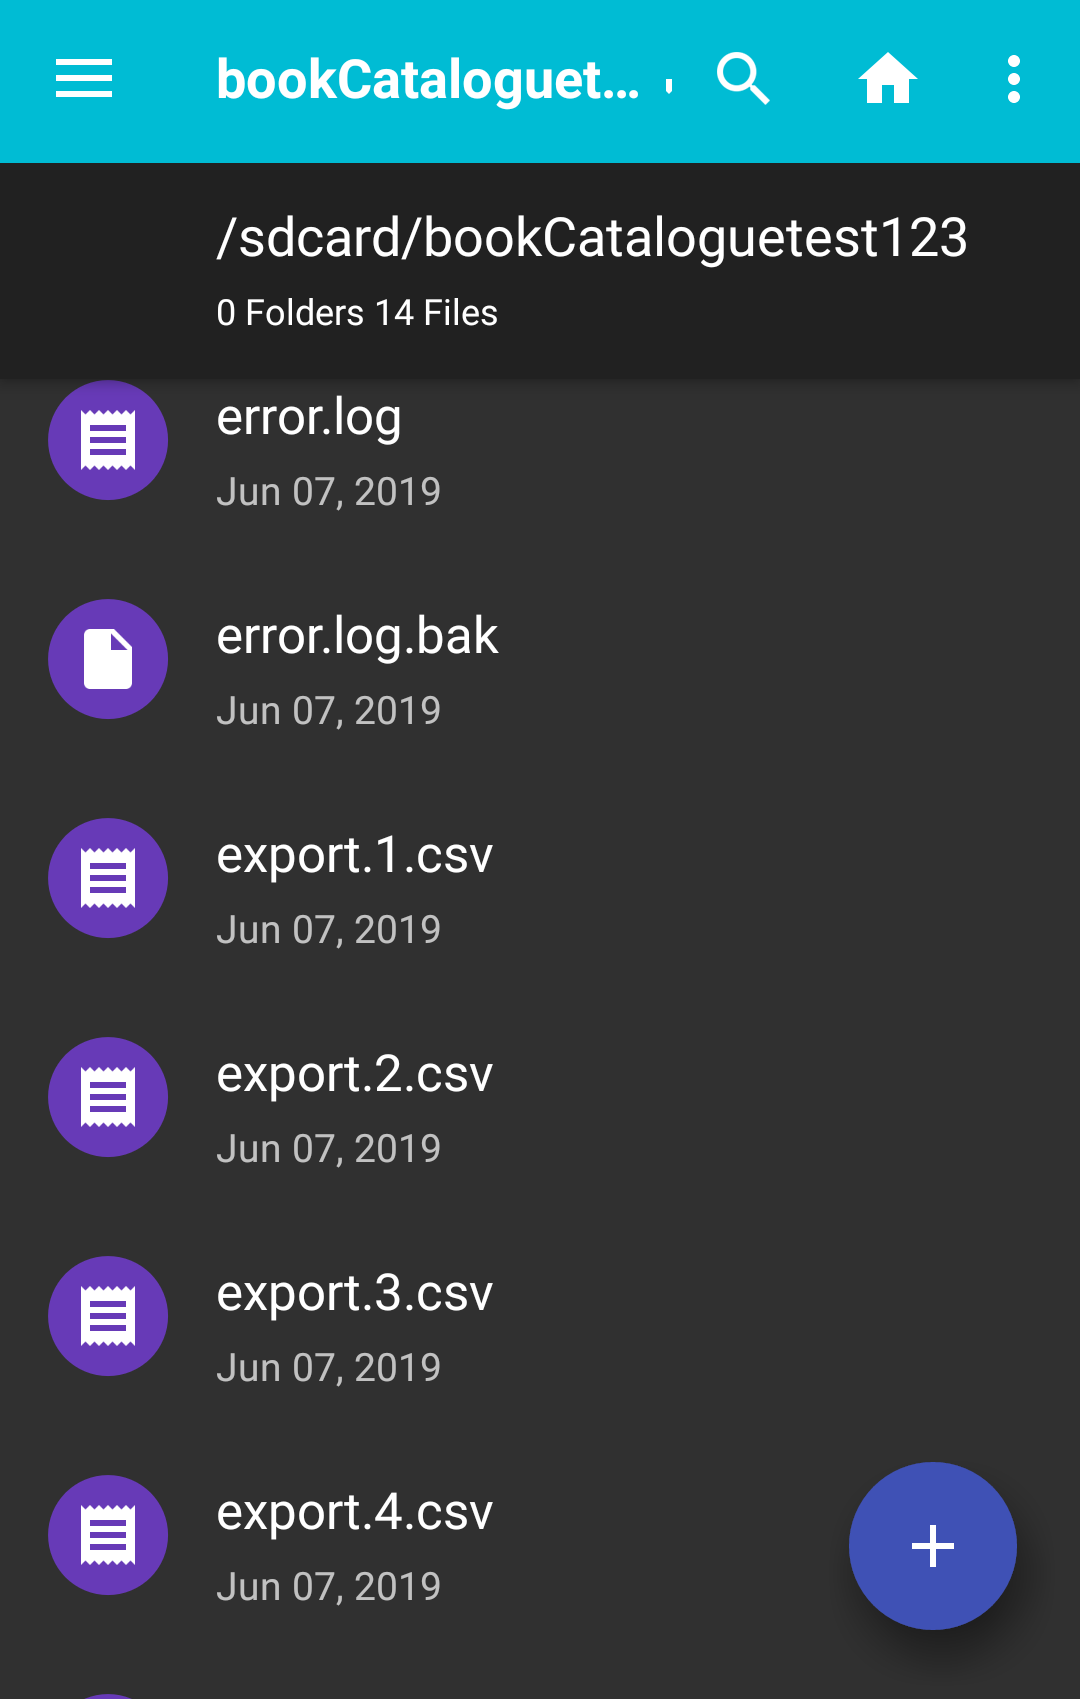 bookCataloguet...
/sdcard/bookCataloguetest123
0 Folders 14 Files
error.log
Jun 07, 2019
error.log.bak
Jun 07, 2019
export.1.csv
Jun 07, 2019
export.2.csv
Jun 07, 2019
export.3.csv
Jun 07, 2019
export.4.csv
Jun 07, 2019